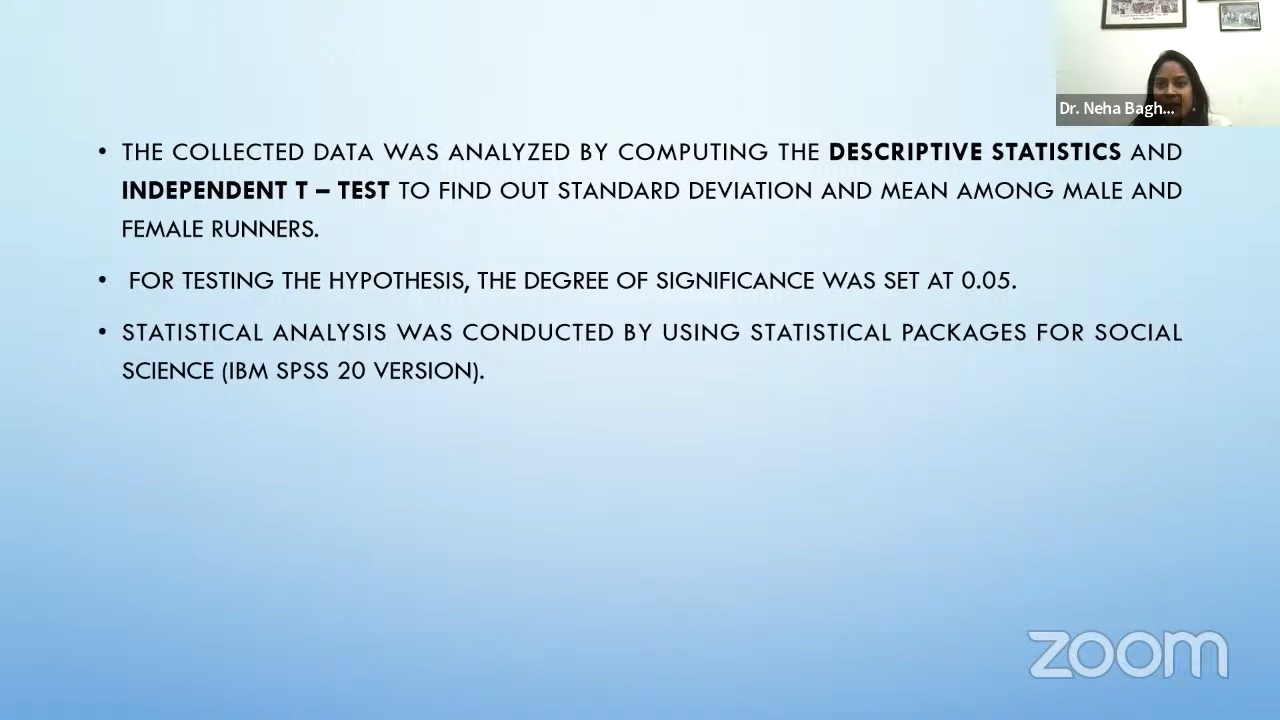 Dr. Neha Bagh...
• THE COLLECTED DATA WAS ANALYZED BY COMPUTING THE DESCRIPTIVE STATISTICS AND
INDEPENDENT T – TEST TO FIND OUT STANDARD DEVIATION AND MEAN AMONG MALE AND
FEMALE RUNNERS.
• FOR TESTING THE HYPOTHESIS, THE DEGREE OF SIGNIFICANCE WAS SET AT 0.05.
• STATISTICAL ANALYSIS WAS CONDUCTED BY USING STATISTICAL PACKAGES FOR SOCIAL
SCIENCE (IBM SPSS 20 VERSION).
zoom